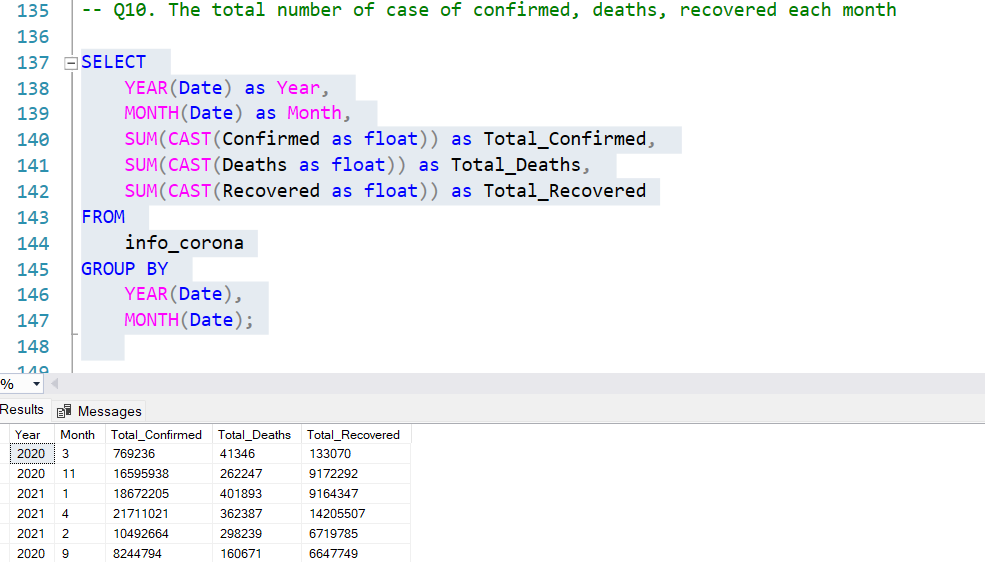 135 -- Q10. The total number of case of confirmed, deaths, recovered each month
136
137 SELECT
138 YEAR(Date) as Year,
139 MONTH(Date) as Month,
140 SUM(CAST(Confirmed as float)) as Total_Confirmed,
141 SUM(CAST(Deaths as float)) as Total_Deaths,
142 SUM(CAST(Recovered as float)) as Total_Recovered
143 FROM
144 info_corona
145 GROUP BY
146 YEAR(Date),
147 MONTH(Date);
148
149
%
Results Messages
Year Month Total_Confirmed Total_Deaths Total_Recovered
2020 3 769236 41346 133070
2020 11 16595938 262247 9172292
2021 1 18672205 401893 9164347
2021 4 21711021 362387 14205507
2021 2 10492664 298239 6719785
2020 9 8244794 160671 6647749